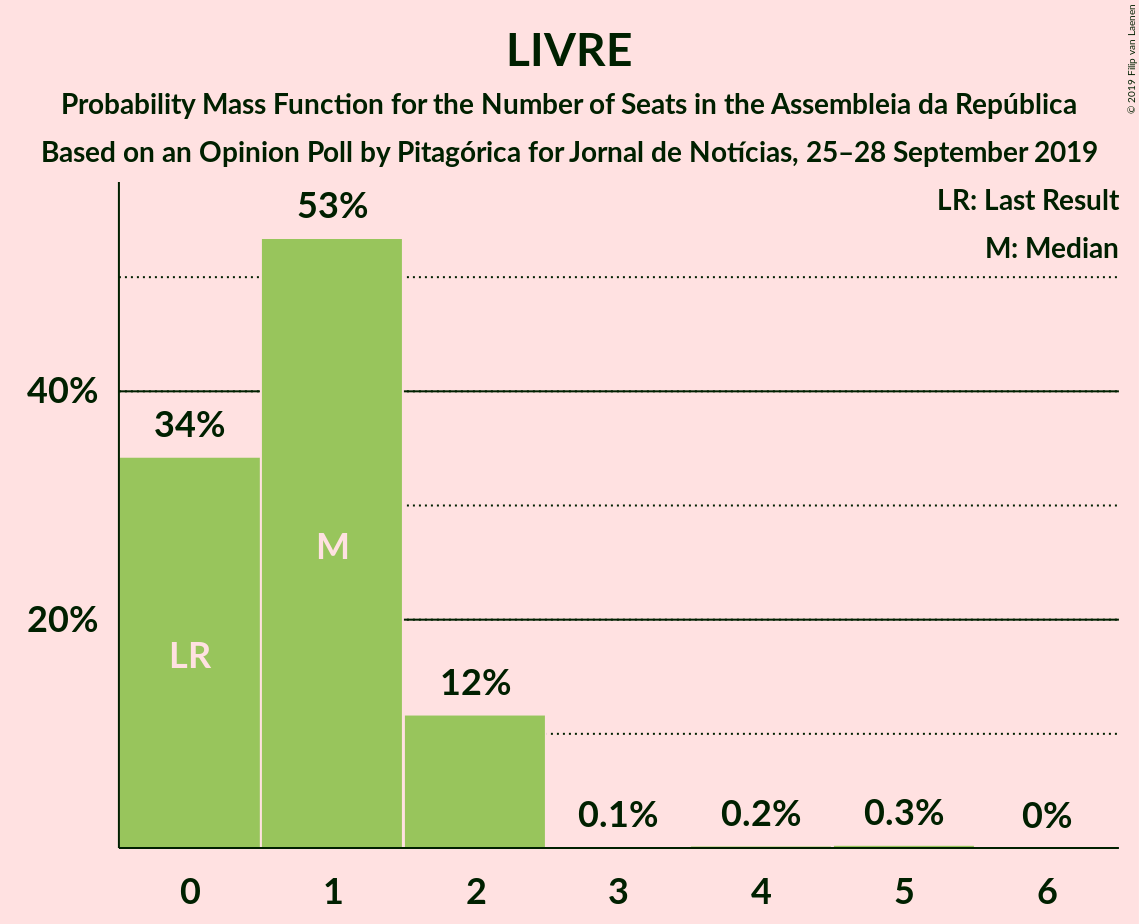 LIVRE
Probability Mass Function for the Number of Seats in the Assembleia da República
Based on an Opinion Poll by Pitagórica for Jornal de Notícias, 25–28 September 2019
© 2019 Filip van Laenen
LR: Last Result
M: Median
53%
40%
34%
M
20%
LR
12%
0.1%
0.2%
0.3%
0%
0 1 2 3 4 5 6